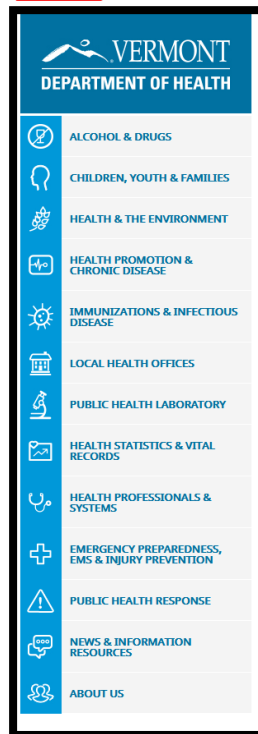 VERMONT
DEPARTMENT OF HEALTH
ALCOHOL & DRUGS
CHILDREN, YOUTH & FAMILIES
HEALTH & THE ENVIRONMENT
HEALTH PROMOTION &
CHRONIC DISEASE
IMMUNIZATIONS & INFECTIOUS
DISEASE
LOCAL HEALTH OFFICES
PUBLIC HEALTH LABORATORY
HEALTH STATISTICS & VITAL
RECORDS
HEALTH PROFESSIONALS &
SYSTEMS
EMERGENCY PREPAREDNESS,
EMS & INJURY PREVENTION
PUBLIC HEALTH RESPONSE
NEWS & INFORMATION
RESOURCES
ABOUT US